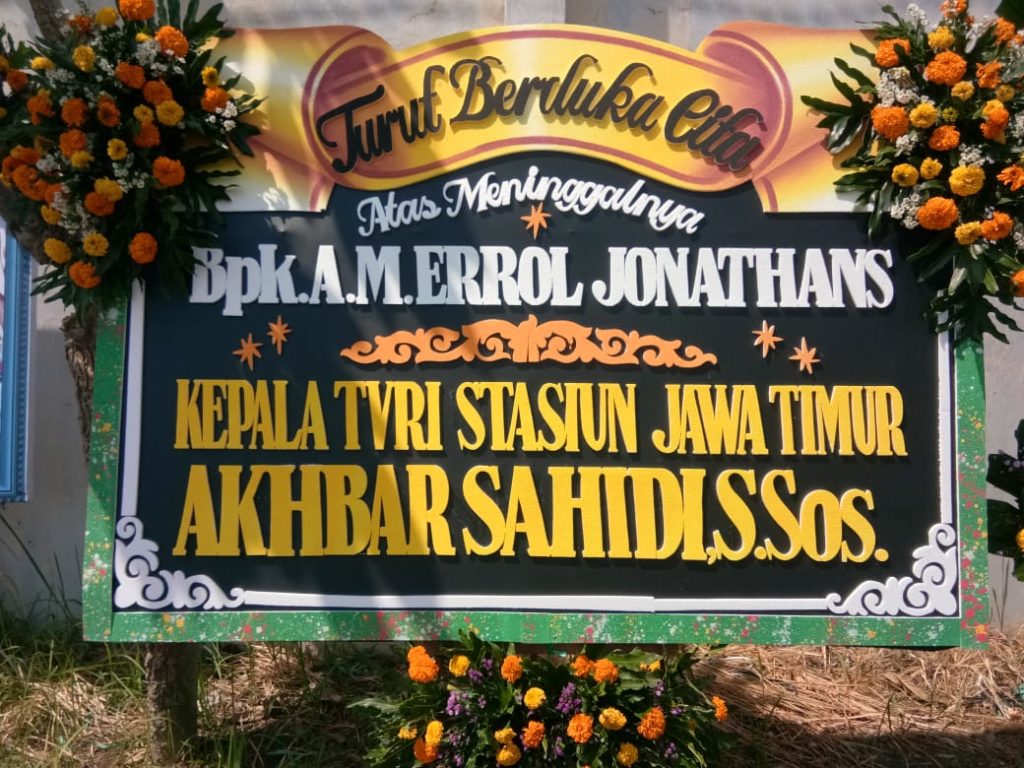 Turut Berduka Cita
Atas Meninggalnya
Bpk.A.M.ERROL JONATHANS
KEPALA TVRI STASIUN JAWA TIMUR
AKHBAR SAHIDI,S.Sos.